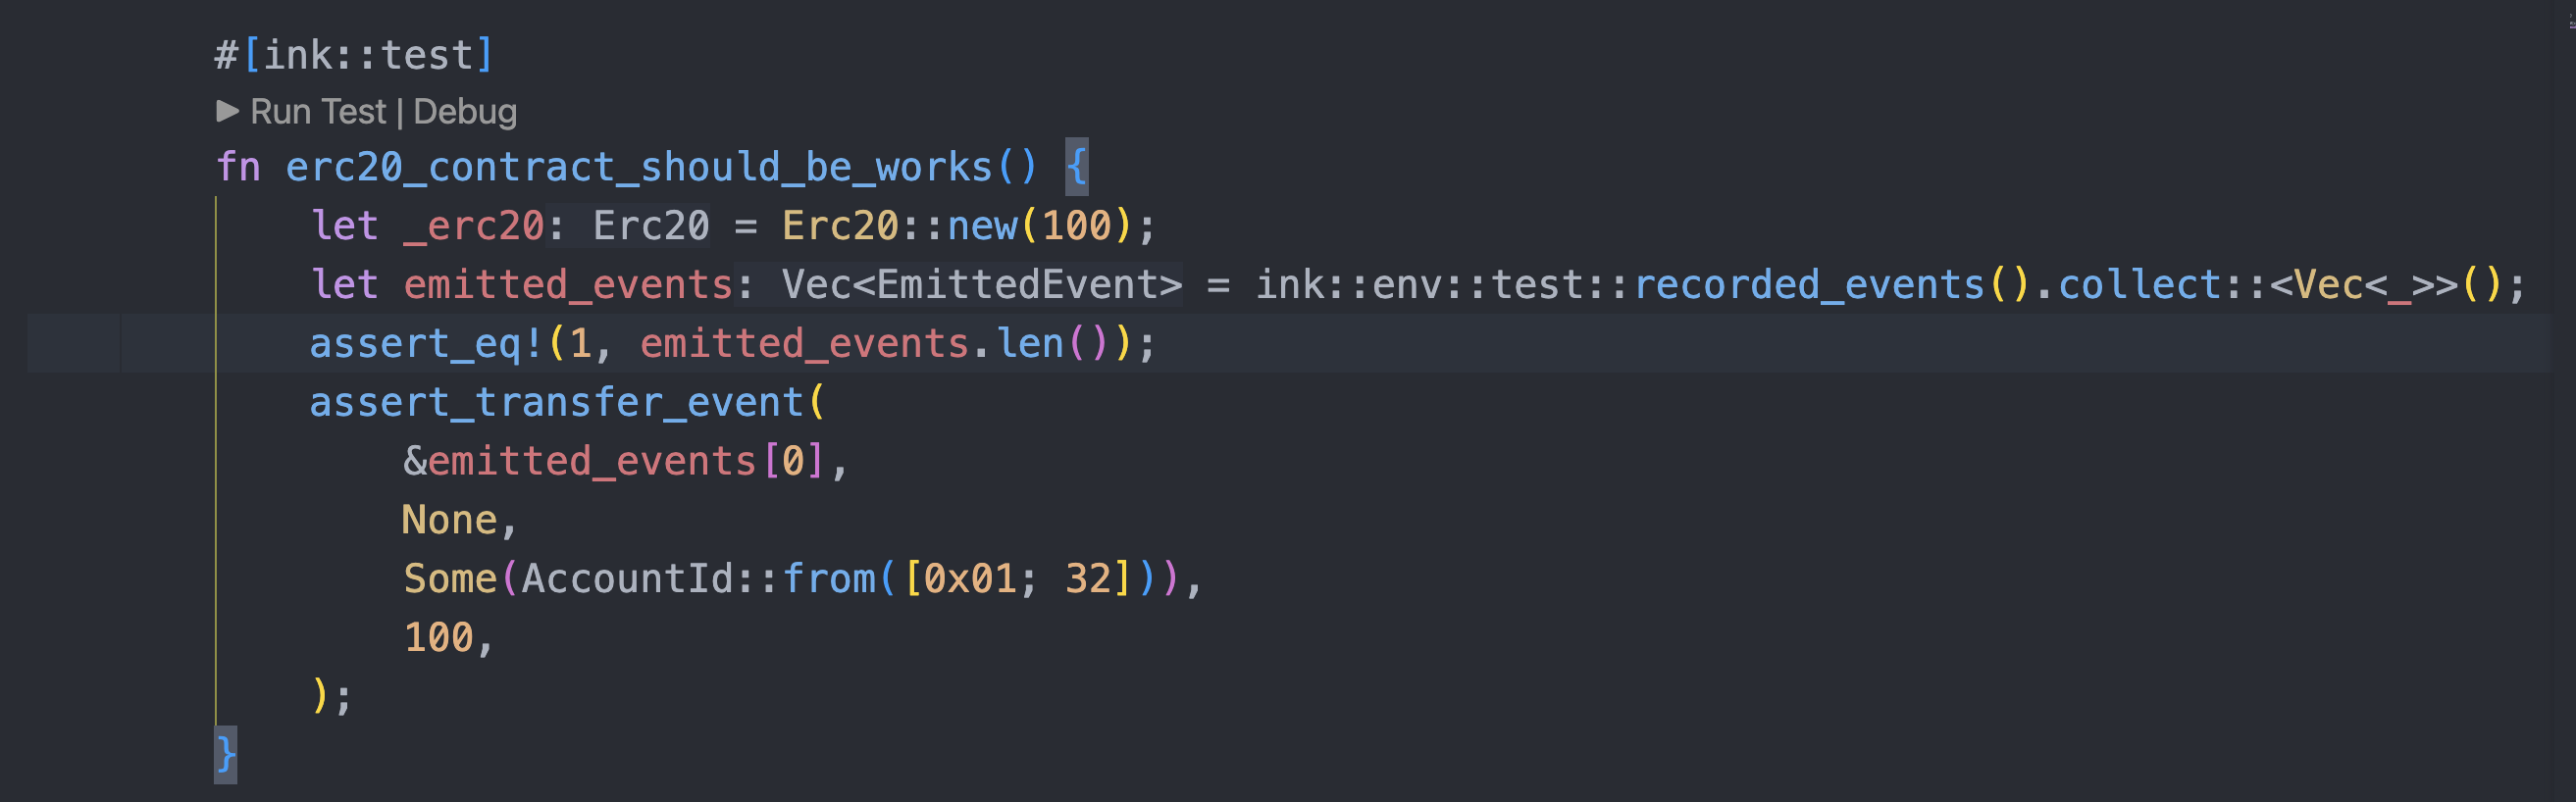 #[ink::test]
▶ Run Test | Debug
fn erc20_contract_should_be_works() {
let _erc20: Erc20 = Erc20::new(100);
let emitted_events: Vec<EmittedEvent> = ink::env::test::recorded_events().collect::<Vec<_>>();
assert_eq!(1, emitted_events.len());
assert_transfer_event(
&emitted_events[0],
None,
Some(AccountId::from([0x01; 32])),
100,
);
}